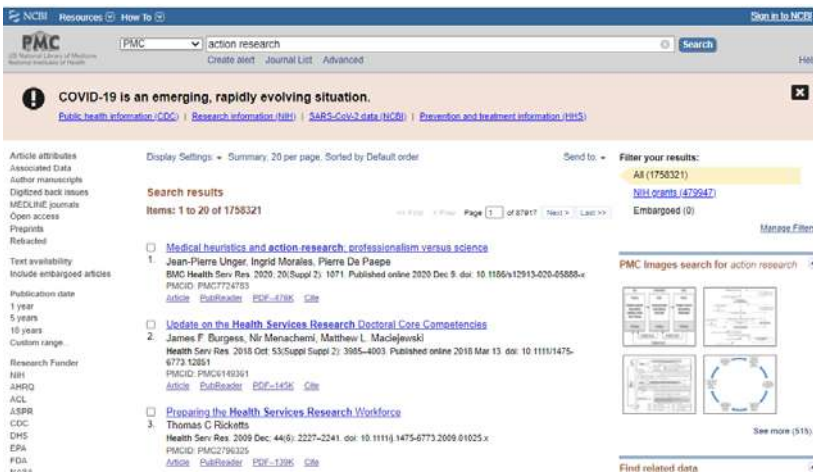 NCBI Resources How To Sign in to NCBI
PMC
US National Library of Medicine
National Institutes of Health
PMC action research Search
Create alert Journal List Advanced Hel
COVID-19 is an emerging, rapidly evolving situation.
Public health information (CDC) | Research information (NIH) | SARS-CoV-2 data (NCBI) | Prevention and treatment information (HHS)
Article attributes
Associated Data
Author manuscripts
Digitized back issues
MEDLINE journals
Open access
Preprints
Retracted
Text availability
Include embargoed articles
Publication date
1 year
5 years
10 years
Custom range...
Research Funder
NIH
AHRQ
ACL
ASPR
CDC
DHS
EPA
FDA
NASA
Display Settings: Summary, 20 per page, Sorted by Default order Send to:
Search results
Items: 1 to 20 of 1758321
<< First < Prev Page 1 of 87917 Next > Last >>
Medical heuristics and action-research: professionalism versus science
1. Jean-Pierre Unger, Ingrid Morales, Pierre De Paepe
BMC Health Serv Res. 2020; 20(Suppl 2): 1071. Published online 2020 Dec 9. doi: 10.1186/s12913-020-05888-x
PMCID: PMC7724783
Article PubReader PDF–476K Cite
Update on the Health Services Research Doctoral Core Competencies
2. James F. Burgess, Nir Menachemi, Matthew L. Maciejewski
Health Serv Res. 2018 Oct; 53(Suppl Suppl 2): 3985–4003. Published online 2018 Mar 13. doi: 10.1111/1475-
6773.12851
PMCID: PMC6149361
Article PubReader PDF–145K Cite
Preparing the Health Services Research Workforce
3. Thomas C Ricketts
Health Serv Res. 2009 Dec; 44(6): 2227–2241. doi: 10.1111/j.1475-6773.2009.01025.x
PMCID: PMC2796325
Article PubReader PDF–139K Cite
Filter your results:
All (1758321)
NIH grants (479947)
Embargoed (0)
Manage Filter
PMC Images search for action research
See more (515)
Find related data